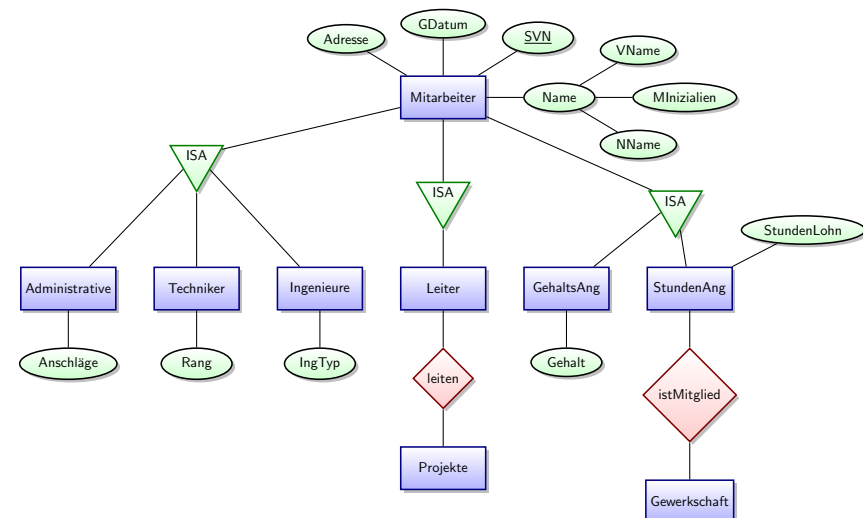 GDatum
Adresse
SVN
VName
Mitarbeiter
Name
MInizialien
NName
ISA
ISA
ISA
StundenLohn
Administrative
Techniker
Ingenieure
Leiter
GehaltsAng
StundenAng
Anschläge
Rang
IngTyp
leiten
Gehalt
istMitglied
Projekte
Gewerkschaft